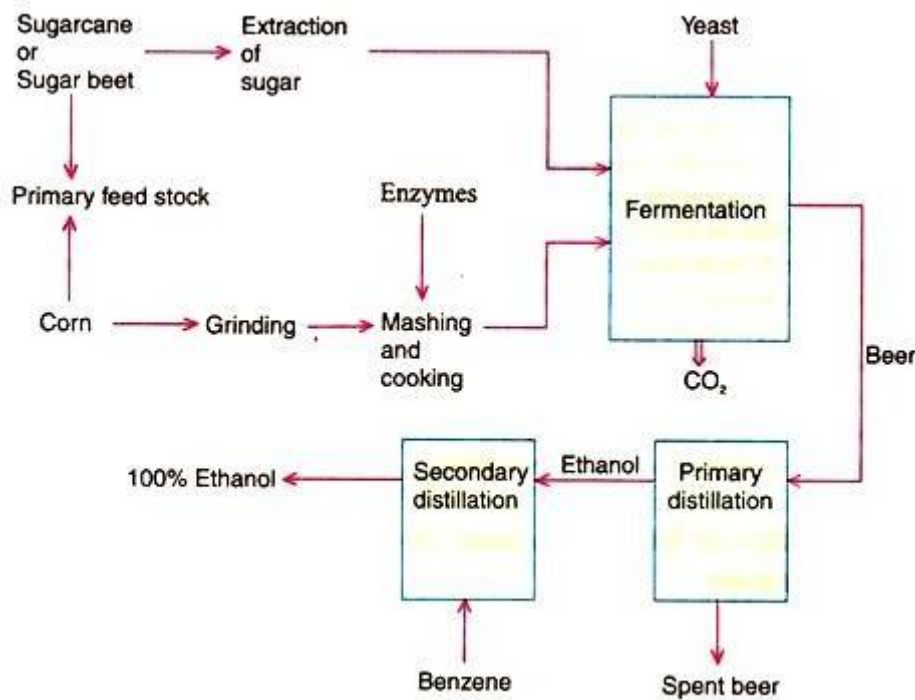 Sugarcane
or
Sugar beet
Extraction
of
sugar
Yeast
Primary feed stock
Enzymes
Fermentation
Corn
Grinding
Mashing
and
cooking
CO₂
Beer
100% Ethanol
Secondary
distillation
Ethanol
Primary
distillation
Benzene
Spent beer